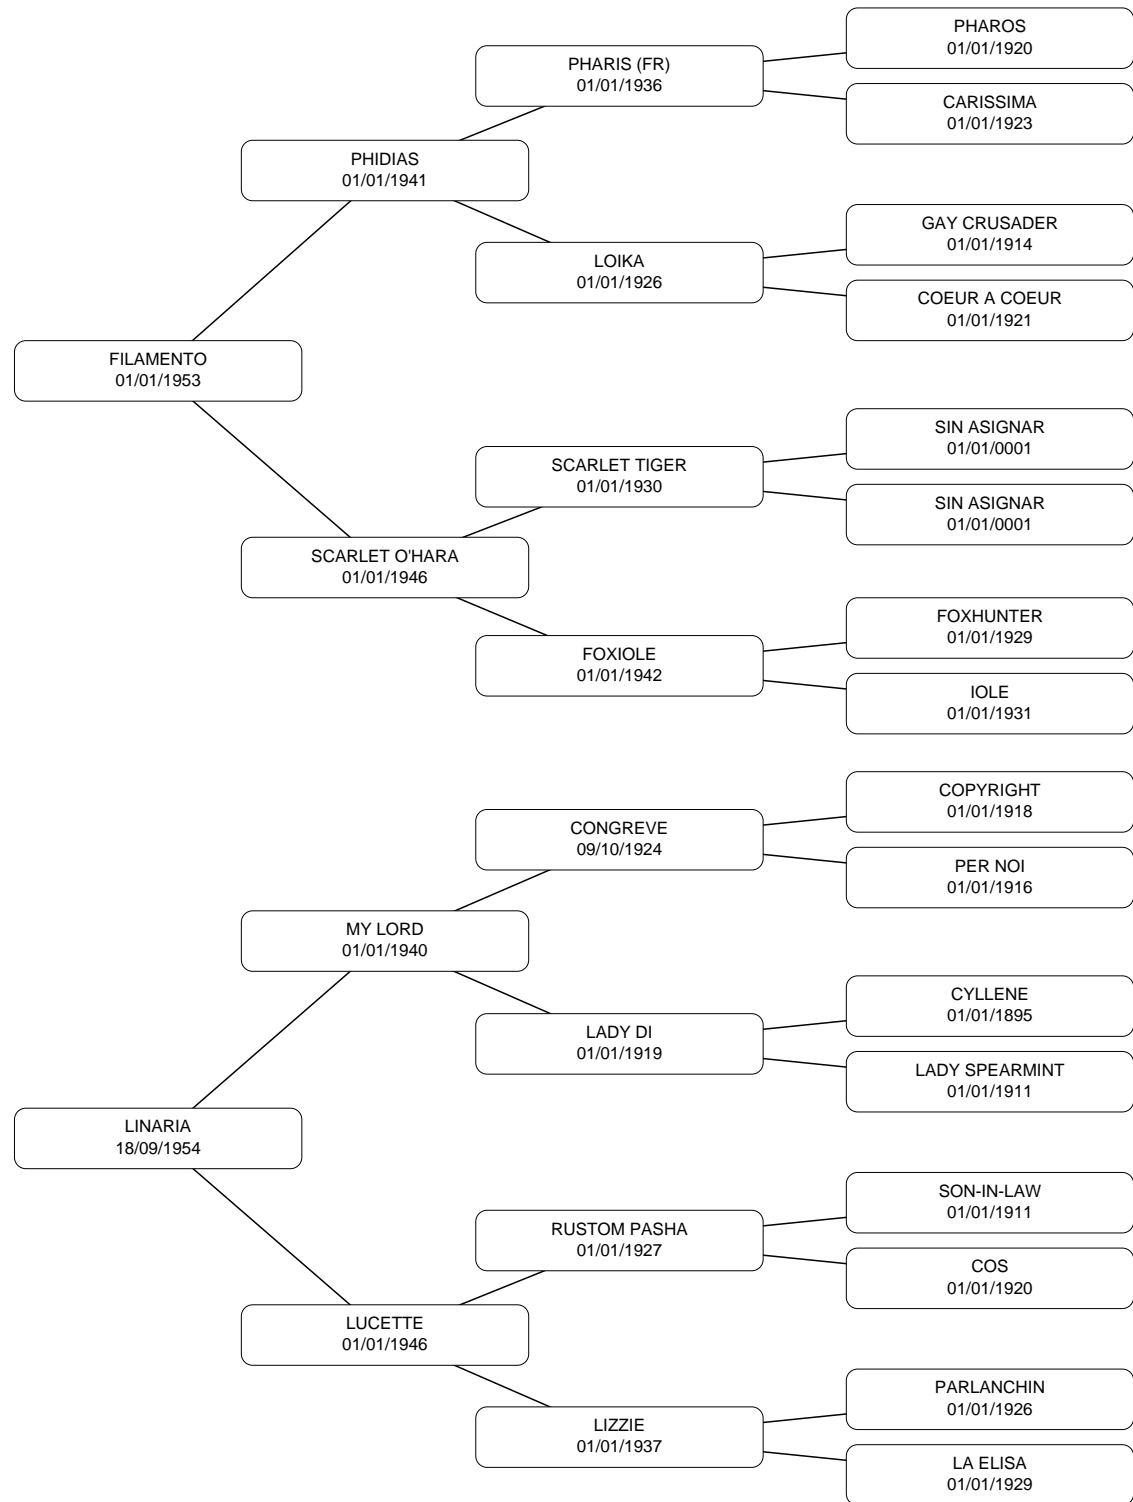 PHAROS
01/01/1920
PHARIS (FR)
01/01/1936
CARISSIMA
01/01/1923
PHIDIAS
01/01/1941
GAY CRUSADER
01/01/1914
LOIKA
01/01/1926
COEUR A COEUR
01/01/1921
FILAMENTO
01/01/1953
SIN ASIGNAR
01/01/0001
SCARLET TIGER
01/01/1930
SIN ASIGNAR
01/01/0001
SCARLET O'HARA
01/01/1946
FOXHUNTER
01/01/1929
FOXIOLE
01/01/1942
IOLE
01/01/1931
COPYRIGHT
01/01/1918
CONGREVE
09/10/1924
PER NOI
01/01/1916
MY LORD
01/01/1940
CYLLENE
01/01/1895
LADY DI
01/01/1919
LADY SPEARMINT
01/01/1911
LINARIA
18/09/1954
SON-IN-LAW
01/01/1911
RUSTOM PASHA
01/01/1927
COS
01/01/1920
LUCETTE
01/01/1946
PARLANCHIN
01/01/1926
LIZZIE
01/01/1937
LA ELISA
01/01/1929